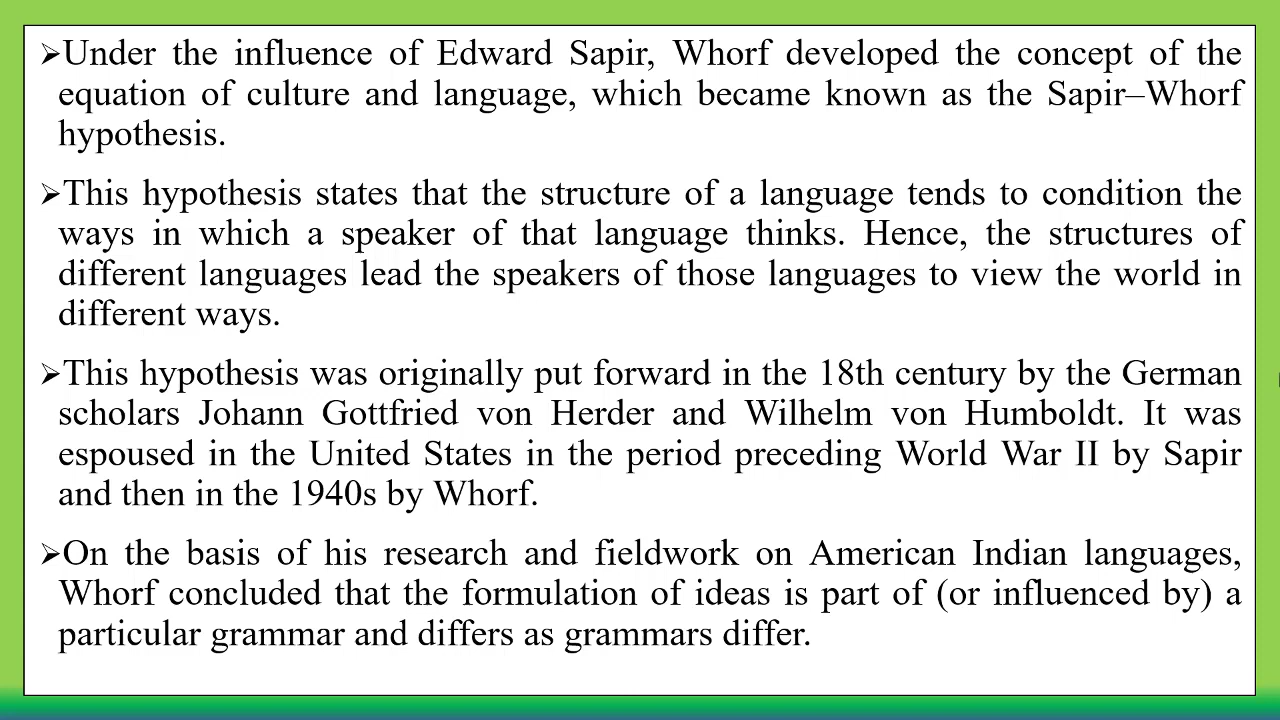 ➢Under the influence of Edward Sapir, Whorf developed the concept of the
equation of culture and language, which became known as the Sapir–Whorf
hypothesis.
➢This hypothesis states that the structure of a language tends to condition the
ways in which a speaker of that language thinks. Hence, the structures of
different languages lead the speakers of those languages to view the world in
different ways.
➢This hypothesis was originally put forward in the 18th century by the German
scholars Johann Gottfried von Herder and Wilhelm von Humboldt. It was
espoused in the United States in the period preceding World War II by Sapir
and then in the 1940s by Whorf.
➢On the basis of his research and fieldwork on American Indian languages,
Whorf concluded that the formulation of ideas is part of (or influenced by) a
particular grammar and differs as grammars differ.